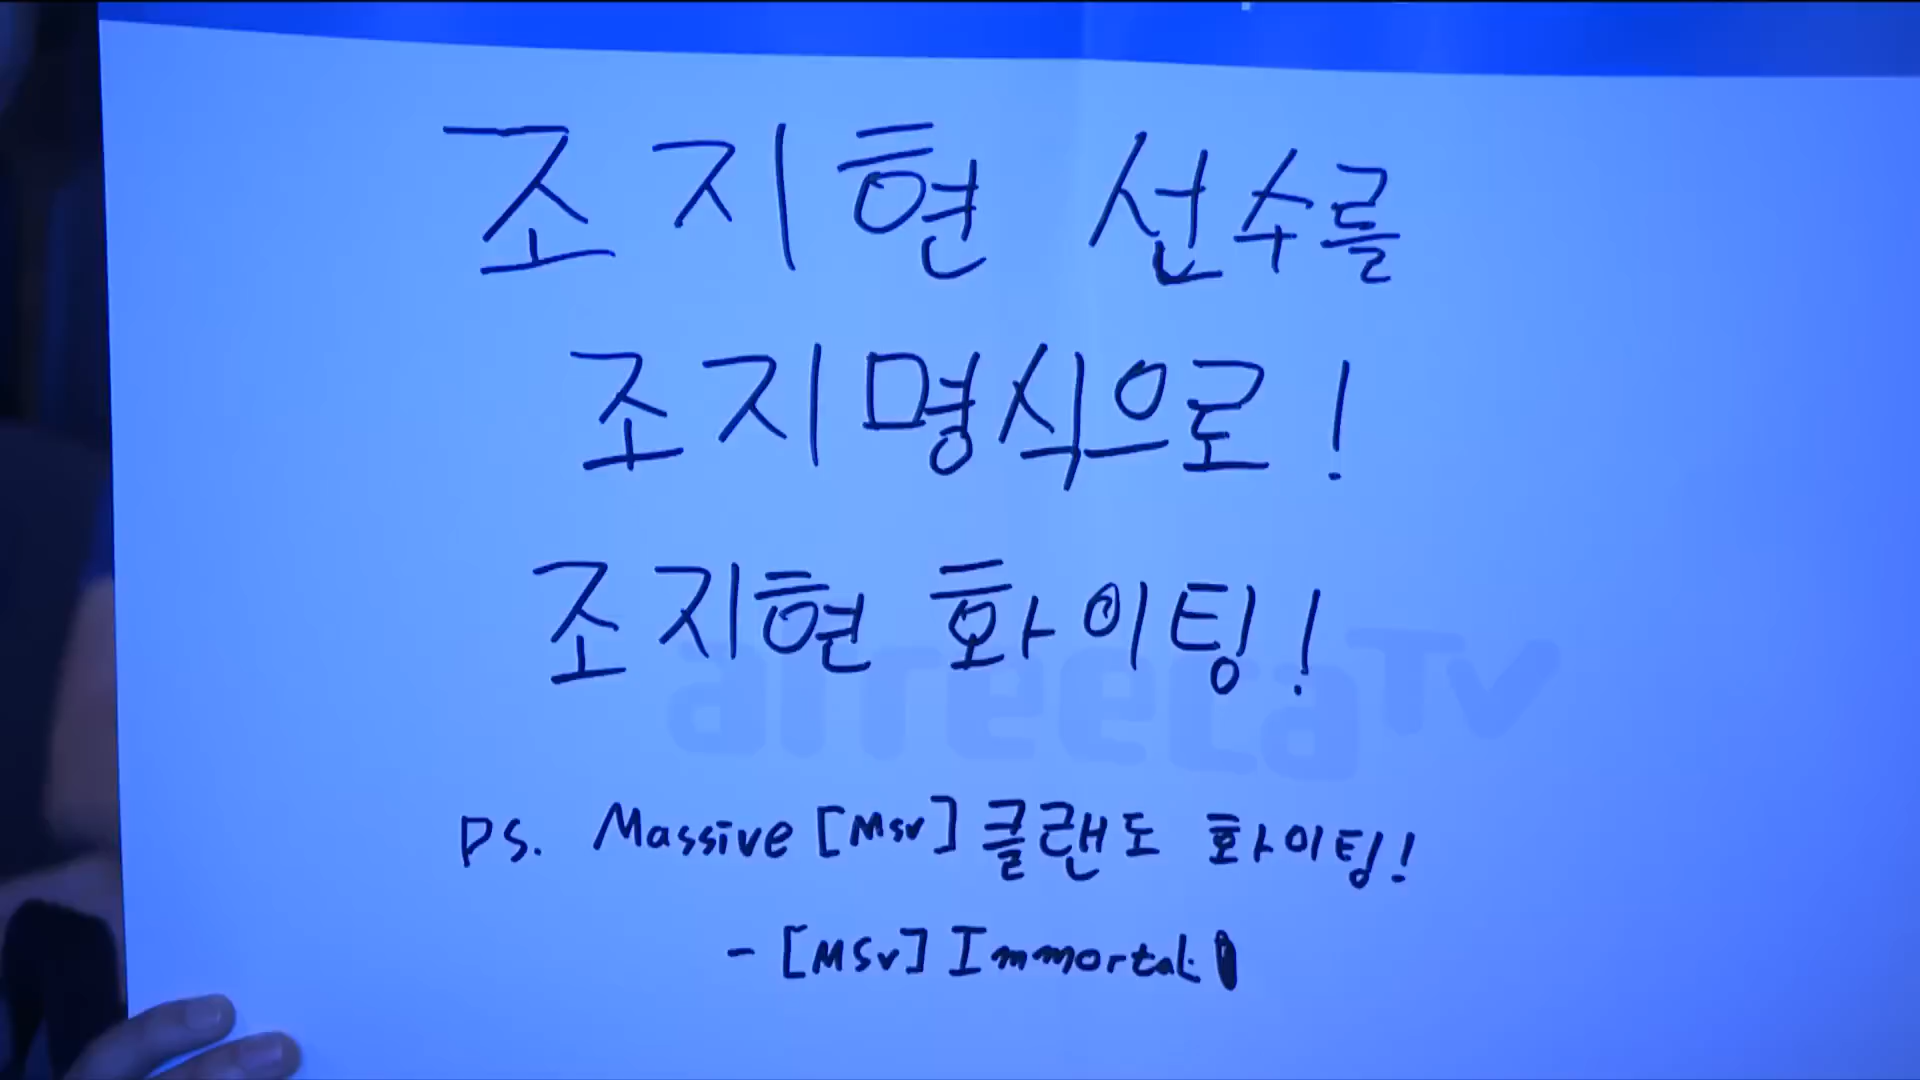 조지현 선수를
조지명식으로!
조지현 화이팅!
afreecaTV
PS. Massive [Msv] 클랜도 화이팅!
- [MSv] Immortal